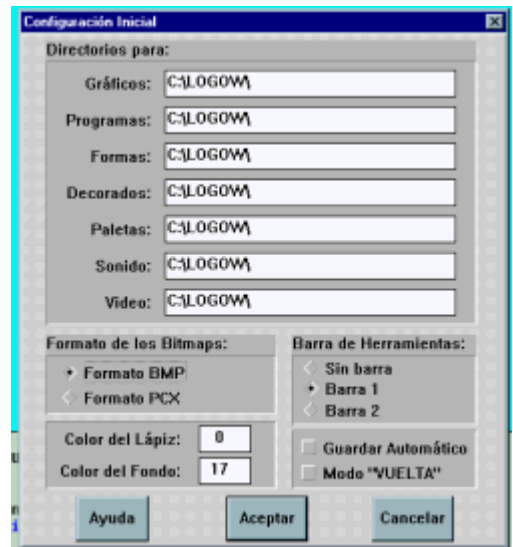 Configuración Inicial
Directorios para:
Gráficos: C:\LOGOW\
Programas: C:\LOGOW\
Formas: C:\LOGOW\
Decorados: C:\LOGOW\
Paletas: C:\LOGOW\
Sonido: C:\LOGOW\
Video: C:\LOGOW\
Formato de los Bitmaps:
Formato BMP
Formato PCX
Barra de Herramientas:
Sin barra
Barra 1
Barra 2
Color del Lápiz: 0
Color del Fondo: 17
Guardar Automático
Modo "VUELTA"
Ayuda Aceptar Cancelar